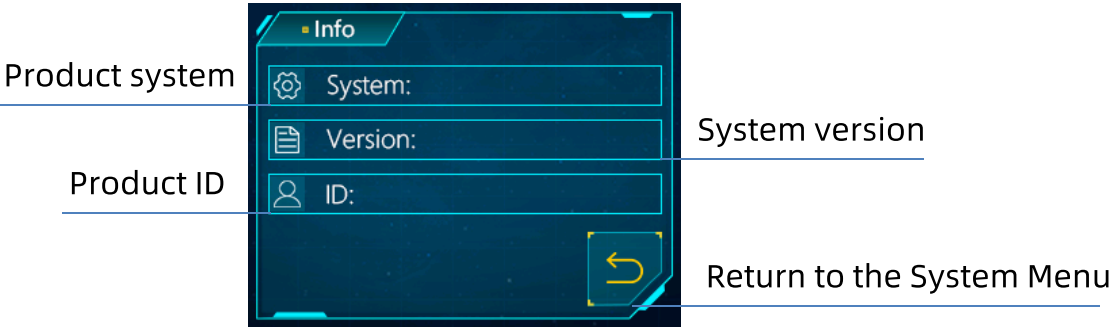 Info
Product system
System:
System version
Version:
Product ID
ID:
Return to the System Menu